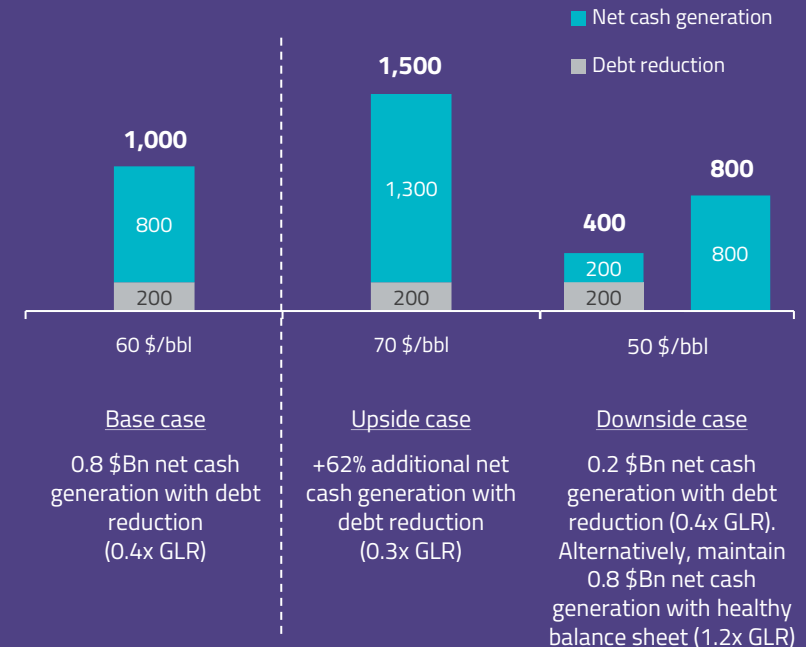 Net cash generation
Debt reduction
1,000
800
200
1,500
1,300
200
400
200
200
800
800
60 $/bbl
70 $/bbl
50 $/bbl
Base case
0.8 $Bn net cash
generation with debt
reduction
(0.4x GLR)
Upside case
+62% additional net
cash generation with
debt reduction
(0.3x GLR)
Downside case
0.2 $Bn net cash
generation with debt
reduction (0.4x GLR).
Alternatively, maintain
0.8 $Bn net cash
generation with healthy
balance sheet (1.2x GLR)